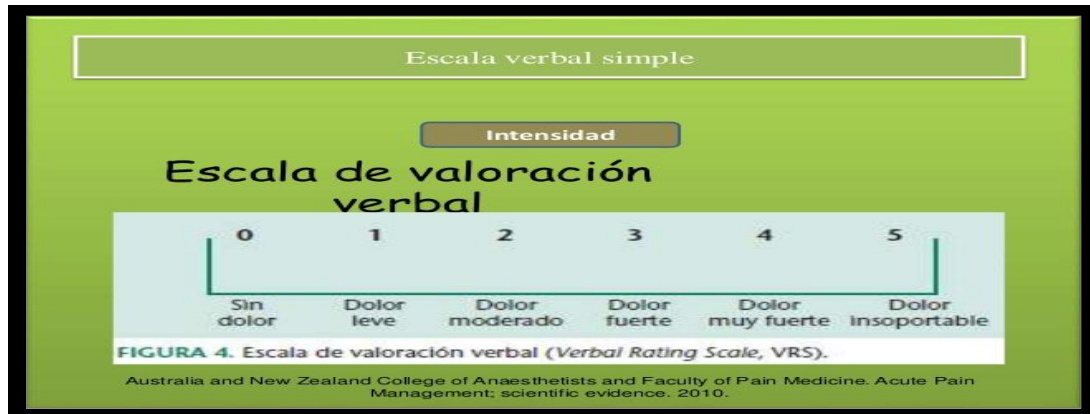 Escala verbal simple
Intensidad
Escala de valoración
verbal
0 1 2 3 4 5
Sin Dolor Dolor Dolor Dolor Dolor
dolor leve moderado fuerte muy fuerte insoportable
FIGURA 4. Escala de valoración verbal (Verbal Rating Scale, VRS).
Australia and New Zealand College of Anaesthetists and Faculty of Pain Medicine. Acute Pain
Management; scientific evidence. 2010.